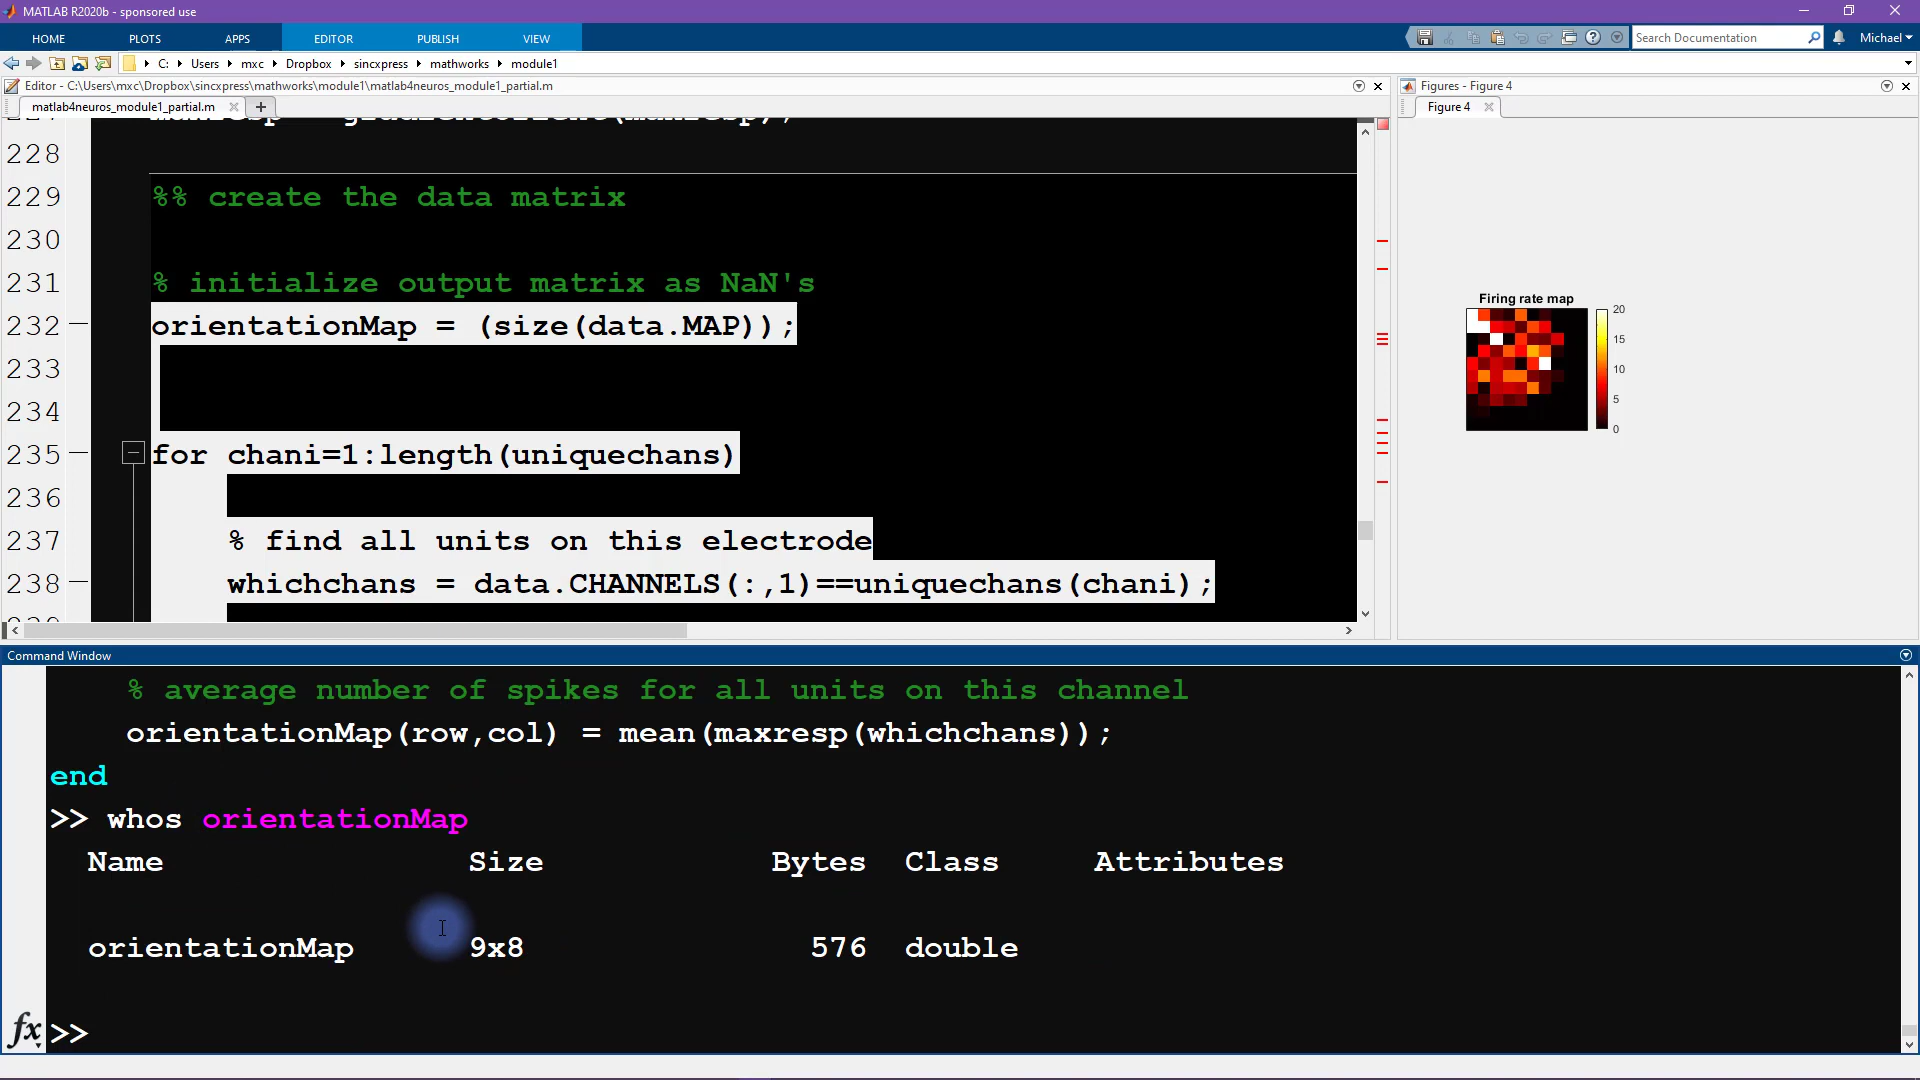 MATLAB R2020b - sponsored use
HOME PLOTS APPS EDITOR PUBLISH VIEW
Search Documentation
Michael
C: Users mxc Dropbox sincxpress mathworks module1
Editor - C:\Users\mxc\Dropbox\sincxpress\mathworks\module1\matlab4neuros_module1_partial.m
matlab4neuros_module1_partial.m
228
229 %% create the data matrix
230
231 % initialize output matrix as NaN's
232 orientationMap = (size(data.MAP));
233
234
235 for chani=1:length(uniquechans)
236
237 % find all units on this electrode
238 whichchans = data.CHANNELS(:,1)==uniquechans(chani);
Figures - Figure 4
Figure 4
Firing rate map
20
15
10
5
0
Command Window
% average number of spikes for all units on this channel
orientationMap(row,col) = mean(maxresp(whichchans));
end
>> whos orientationMap
Name Size Bytes Class Attributes
orientationMap 9x8 576 double
fx >>